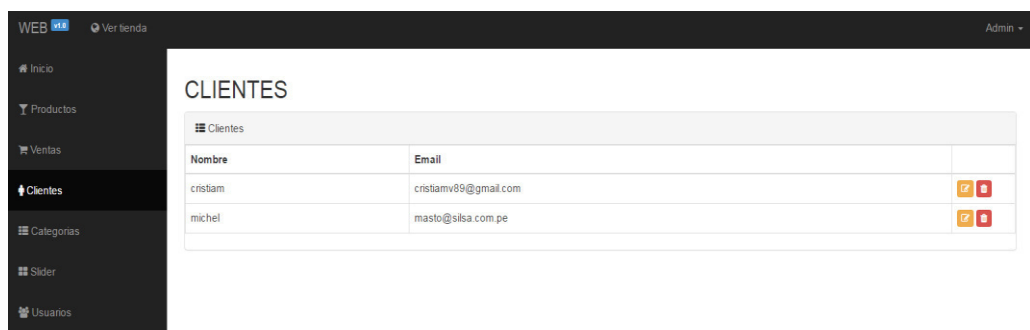 WEB v1.0 Ver tienda Admin
Inicio
Productos
Ventas
Clientes
Categorias
Slider
Usuarios
CLIENTES
Clientes
Nombre Email
cristiam cristiamv89@gmail.com
michel masto@silsa.com.pe